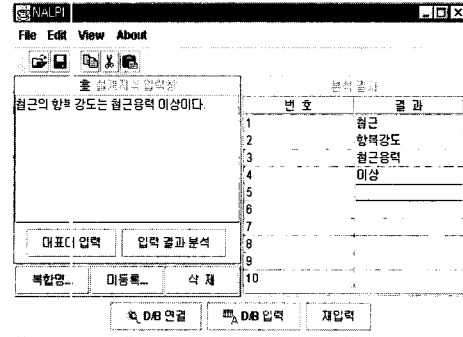 NALPI
File Edit View About
홀 설계지식 입력창
분석 결과
철근의 항복 강도는 철근응력 이상이다.
번 호 결 과
1 철근
2 항복강도
3 철근응력
4 이상
5
6
7
8
9
10
대표어 입력 입력 결과 분석
복합명... 미등록... 삭 제
D/B 연결 D/B 입력 재입력